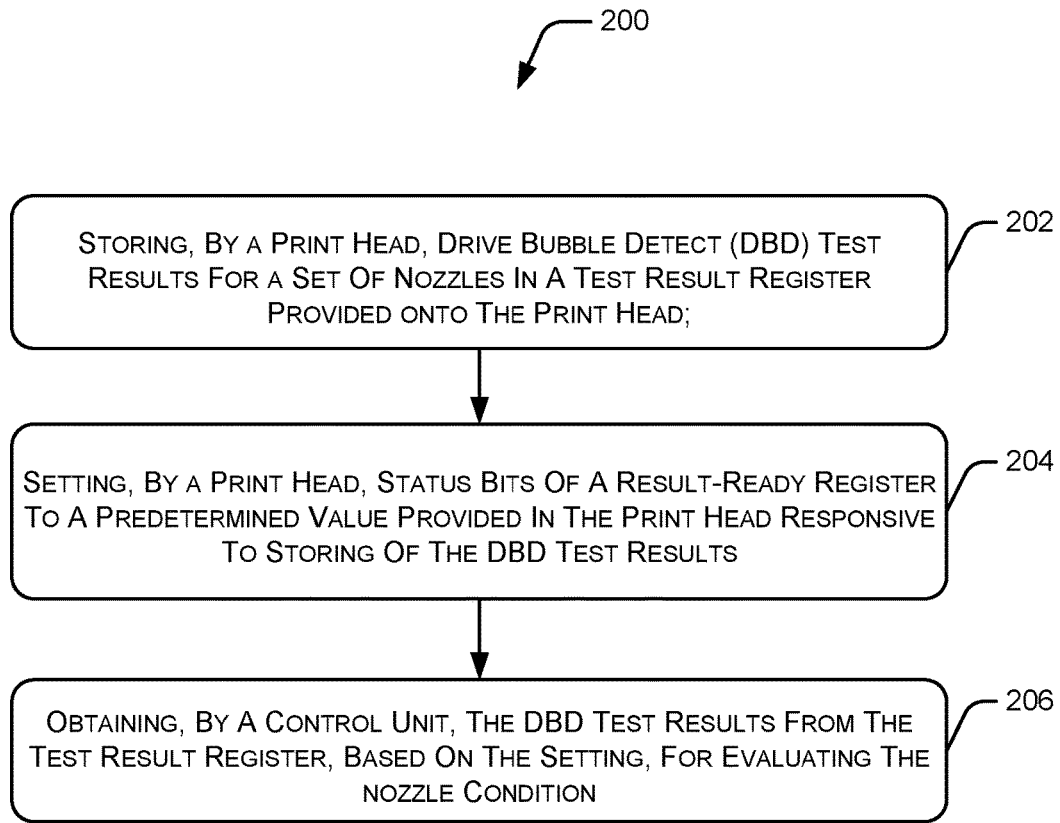 200
STORING, BY A PRINT HEAD, DRIVE BUBBLE DETECT (DBD) TEST
RESULTS FOR A SET OF NOZZLES IN A TEST RESULT REGISTER
PROVIDED ONTO THE PRINT HEAD;
202
SETTING, BY A PRINT HEAD, STATUS BITS OF A RESULT-READY REGISTER
TO A PREDETERMINED VALUE PROVIDED IN THE PRINT HEAD RESPONSIVE
TO STORING OF THE DBD TEST RESULTS
204
OBTAINING, BY A CONTROL UNIT, THE DBD TEST RESULTS FROM THE
TEST RESULT REGISTER, BASED ON THE SETTING, FOR EVALUATING THE
NOZZLE CONDITION
206